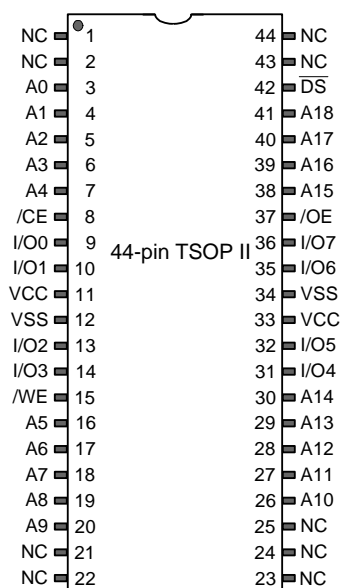 NC 1 44 NC
NC 2 43 NC
A0 3 42 D̅S̅
A1 4 41 A18
A2 5 40 A17
A3 6 39 A16
A4 7 38 A15
/CE 8 37 /OE
I/O0 9 36 I/O7
44-pin TSOP II
I/O1 10 35 I/O6
VCC 11 34 VSS
VSS 12 33 VCC
I/O2 13 32 I/O5
I/O3 14 31 I/O4
/WE 15 30 A14
A5 16 29 A13
A6 17 28 A12
A7 18 27 A11
A8 19 26 A10
A9 20 25 NC
NC 21 24 NC
NC 22 23 NC